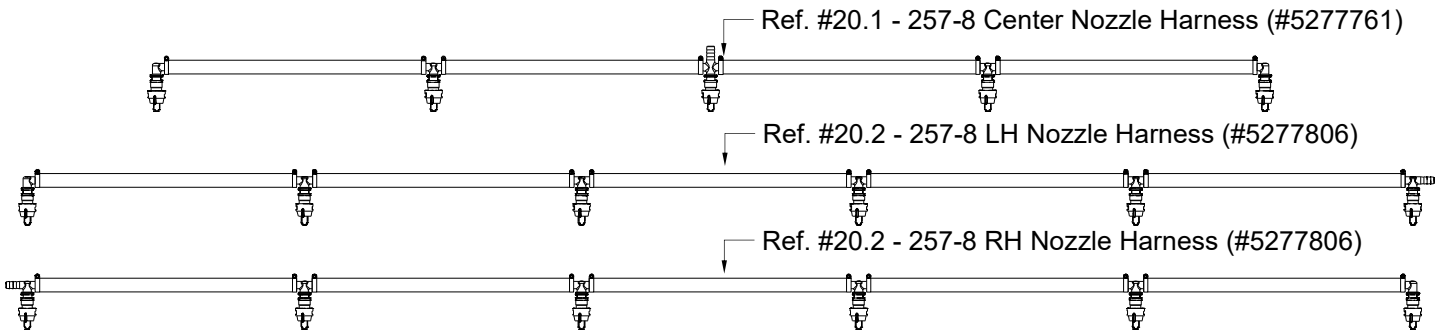 Ref. #20.1 - 257-8 Center Nozzle Harness (#5277761)
Ref. #20.2 - 257-8 LH Nozzle Harness (#5277806)
Ref. #20.2 - 257-8 RH Nozzle Harness (#5277806)